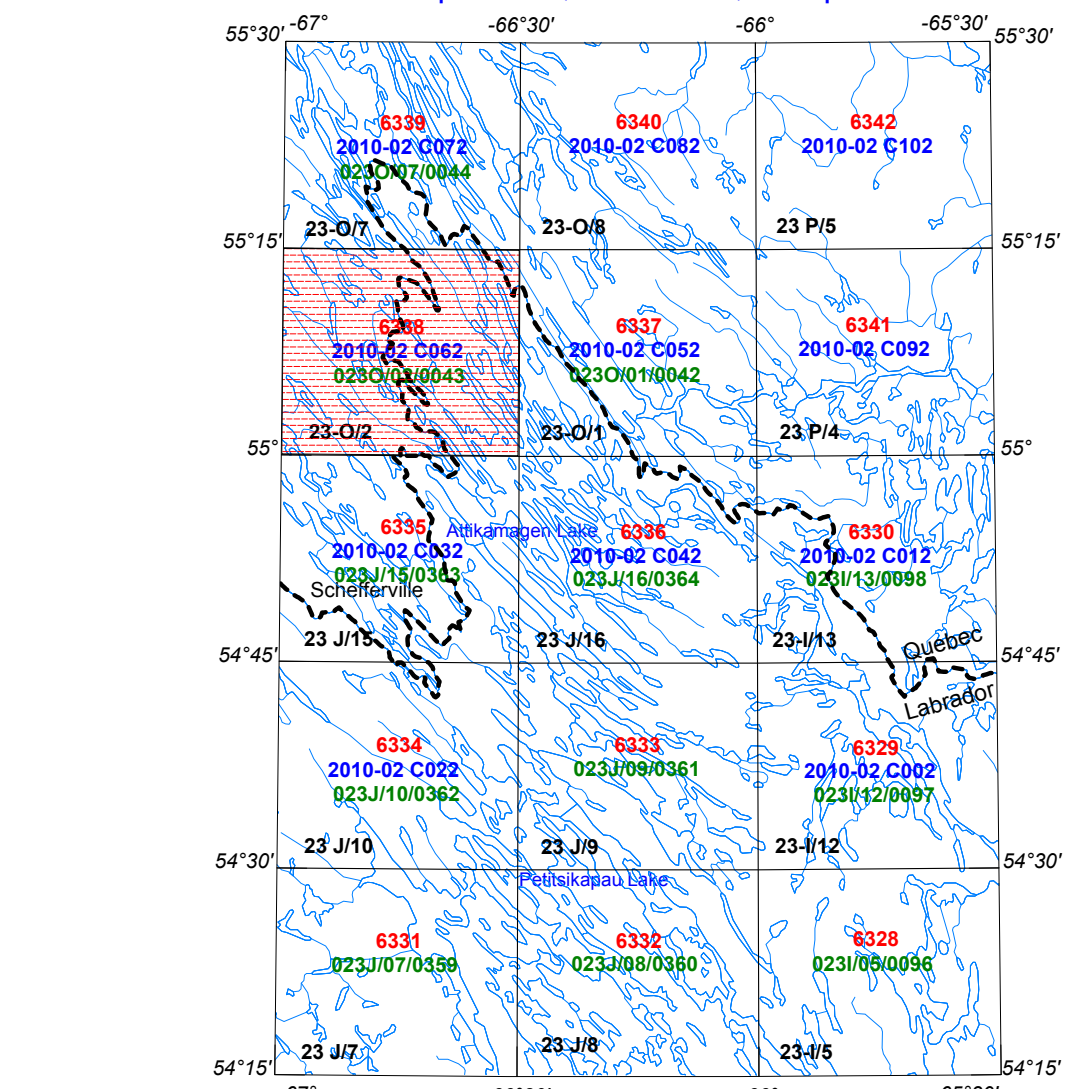 -67° -66°30' -66° -65°30'
55°30' 55°30'
6339 6340 6342
2010-02 C072 2010-02 C082 2010-02 C102
023O/07/0044
23-O/7 23-O/8 23 P/5
55°15' 55°15'
6338 6337 6341
2010-02 C062 2010-02 C052 2010-02 C092
023O/02/0043 023O/01/0042
23-O/2 23-O/1 23 P/4
55° 55°
6335 Attikamagen Lake 6336 6330
2010-02 C032 2010-02 C042 2010-02 C012
023J/15/0363 023J/16/0364 023I/13/0098
Schefferville
23 J/15 23 J/16 23-I/13 Quebec
54°45' 54°45'
Labrador
6334 6333 6329
2010-02 C022 023J/09/0361 2010-02 C002
023J/10/0362 023I/12/0097
23 J/10 23 J/9 23-I/12
54°30' 54°30'
Petitsikapau Lake
6331 6332 6328
023J/07/0359 023J/08/0360 023I/05/0096
23 J/7 23 J/8 23-I/5
54°15' 54°15'